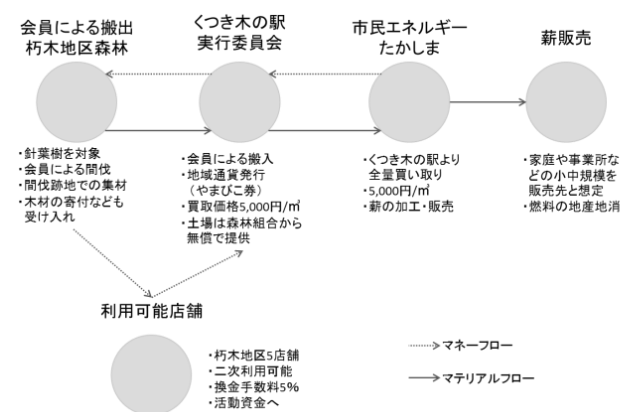 会員による搬出
朽木地区森林
くつき木の駅
実行委員会
市民エネルギー
たかしま
薪販売
・針葉樹を対象
・会員による間伐
・間伐跡地での集材
・木材の寄付なども
受け入れ
・会員による搬入
・地域通貨発行
(やまびこ券)
・買取価格5,000円/㎥
・土場は森林組合から
無償で提供
・くつき木の駅より
全量買い取り
・5,000円/㎥
・薪の加工・販売
・家庭や事業所な
どの小中規模を
販売先と想定
・燃料の地産地消
利用可能店舗
・朽木地区5店舗
・二次利用可能
・換金手数料5%
・活動資金へ
マネーフロー
マテリアルフロー